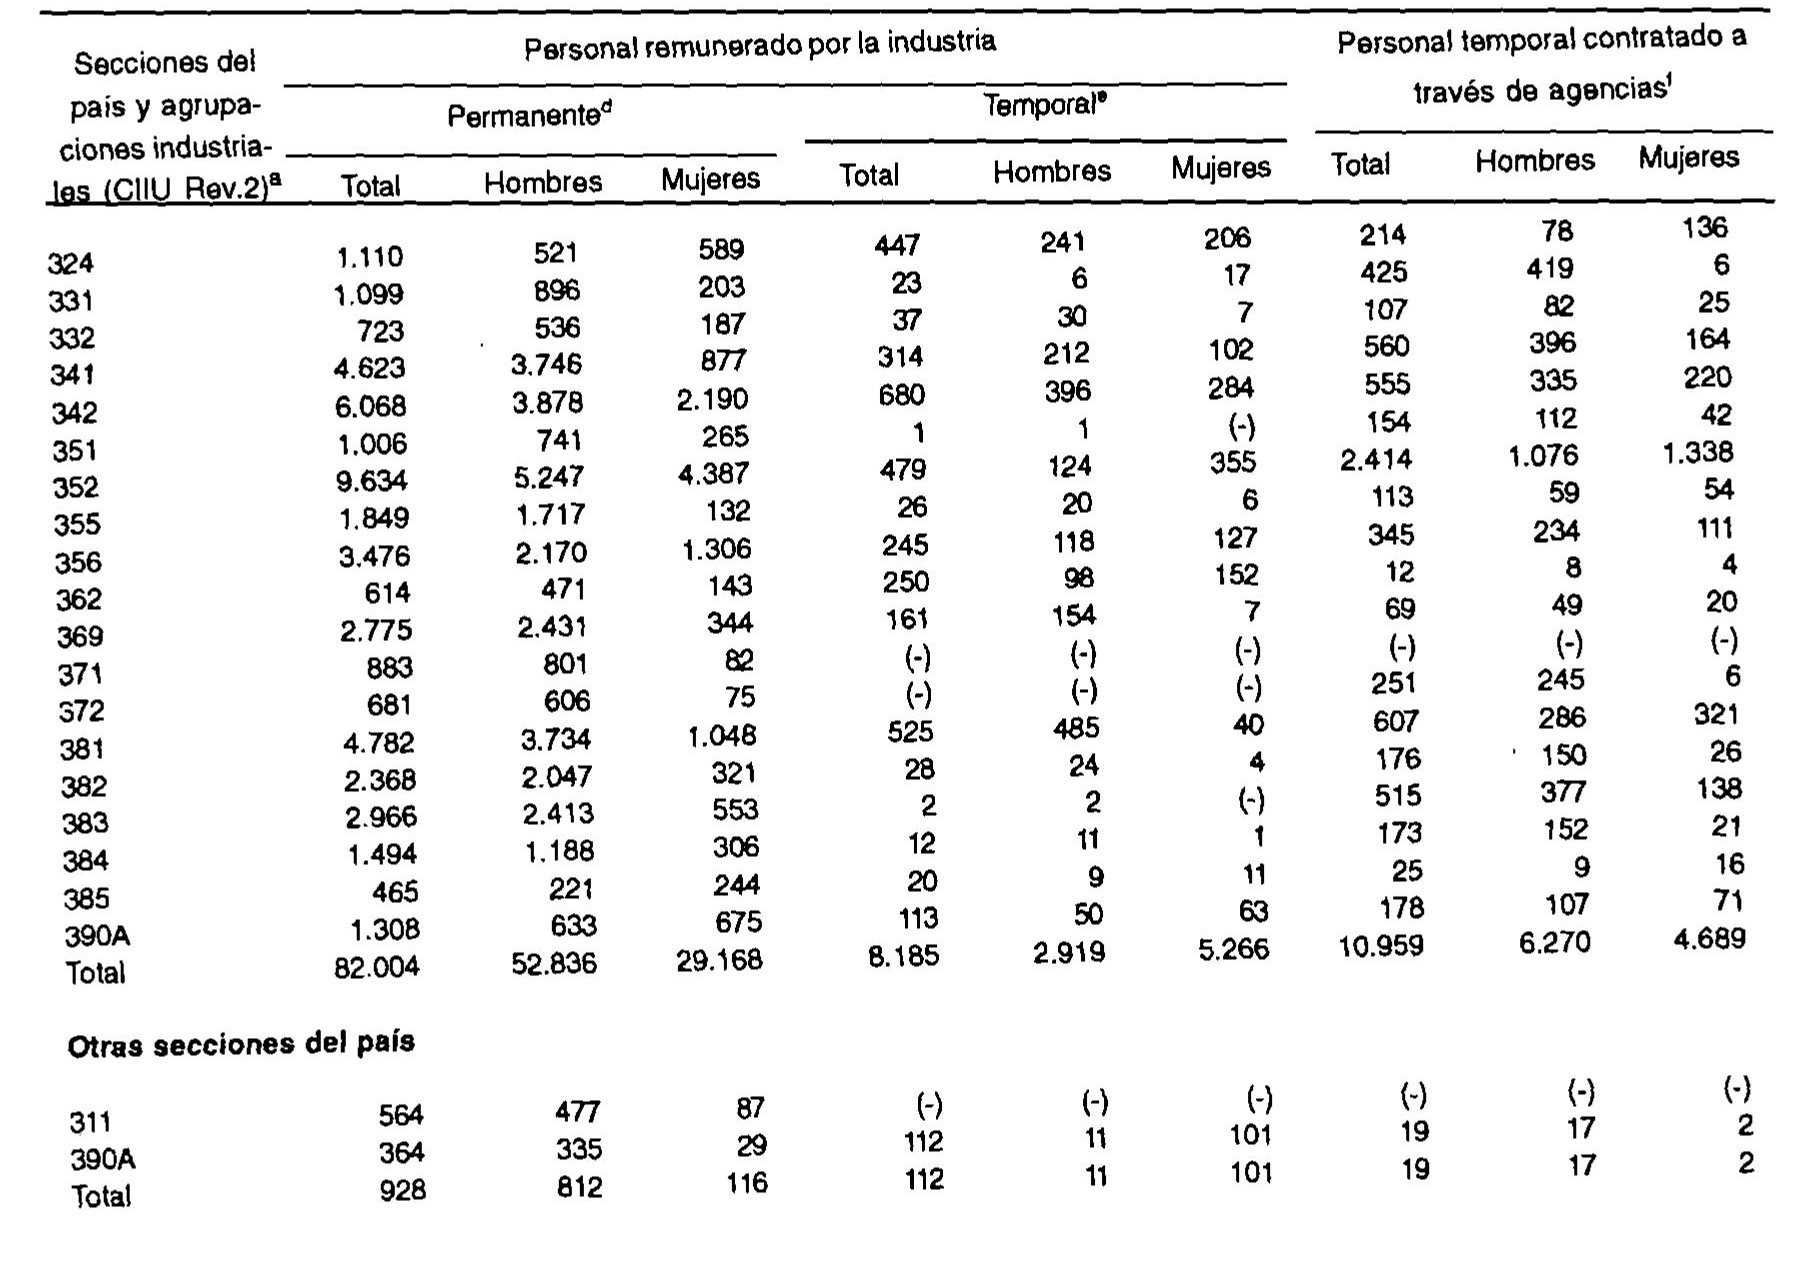 Secciones del país y agrupaciones industriales (CIIU Rev.2)ª Personal remunerado por la industria Personal temporal contratado a
través de agenciasᶠ
Permanenteᵈ Temporalᵉ
Total Hombres Mujeres Total Hombres Mujeres Total Hombres Mujeres
324 1.110 521 589 447 241 206 214 78 136
331 1.099 896 203 23 6 17 425 419 6
332 723 536 187 37 30 7 107 82 25
341 4.623 3.746 877 314 212 102 560 396 164
342 6.068 3.878 2.190 680 396 284 555 335 220
351 1.006 741 265 1 1 (-) 154 112 42
352 9.634 5.247 4.387 479 124 355 2.414 1.076 1.338
355 1.849 1.717 132 26 20 6 113 59 54
356 3.476 2.170 1.306 245 118 127 345 234 111
362 614 471 143 250 98 152 12 8 4
369 2.775 2.431 344 161 154 7 69 49 20
371 883 801 82 (-) (-) (-) (-) (-) (-)
372 681 606 75 (-) (-) (-) 251 245 6
381 4.782 3.734 1.048 525 485 40 607 286 321
382 2.368 2.047 321 28 24 4 176 150 26
383 2.966 2.413 553 2 2 (-) 515 377 138
384 1.494 1.188 306 12 11 1 173 152 21
385 465 221 244 20 9 11 25 9 16
390A 1.308 633 675 113 50 63 178 107 71
Total 82.004 52.836 29.168 8.185 2.919 5.266 10.959 6.270 4.689
Otras secciones del país
311 564 477 87 (-) (-) (-) (-) (-) (-)
390A 364 335 29 112 11 101 19 17 2
Total 928 812 116 112 11 101 19 17 2